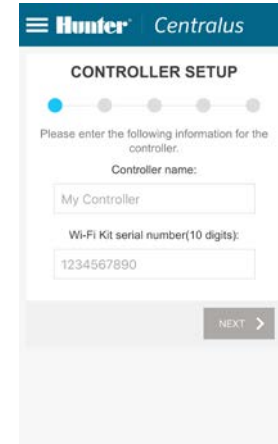 Hunter® Centralus
CONTROLLER SETUP
Please enter the following information for the
controller.
Controller name:
My Controller
Wi-Fi Kit serial number(10 digits):
1234567890
NEXT